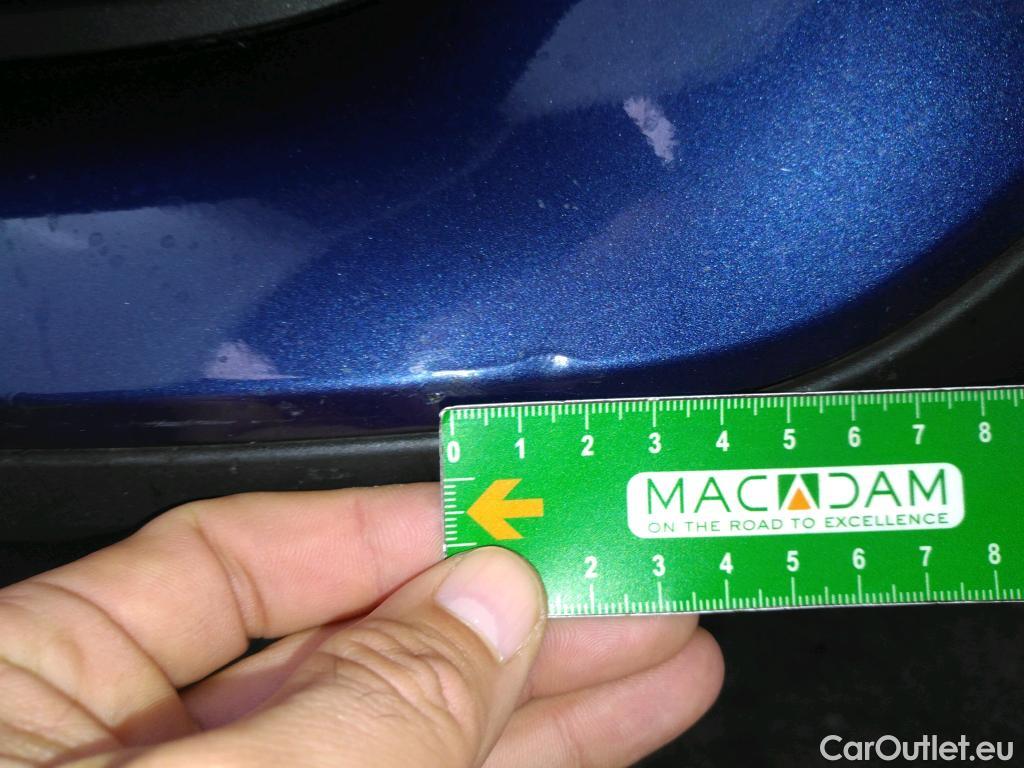 0 1 2 3 4 5 6 7 8
MACADAM
ON THE ROAD TO EXCELLENCE
2 3 4 5 6 7 8
CarOutlet.eu